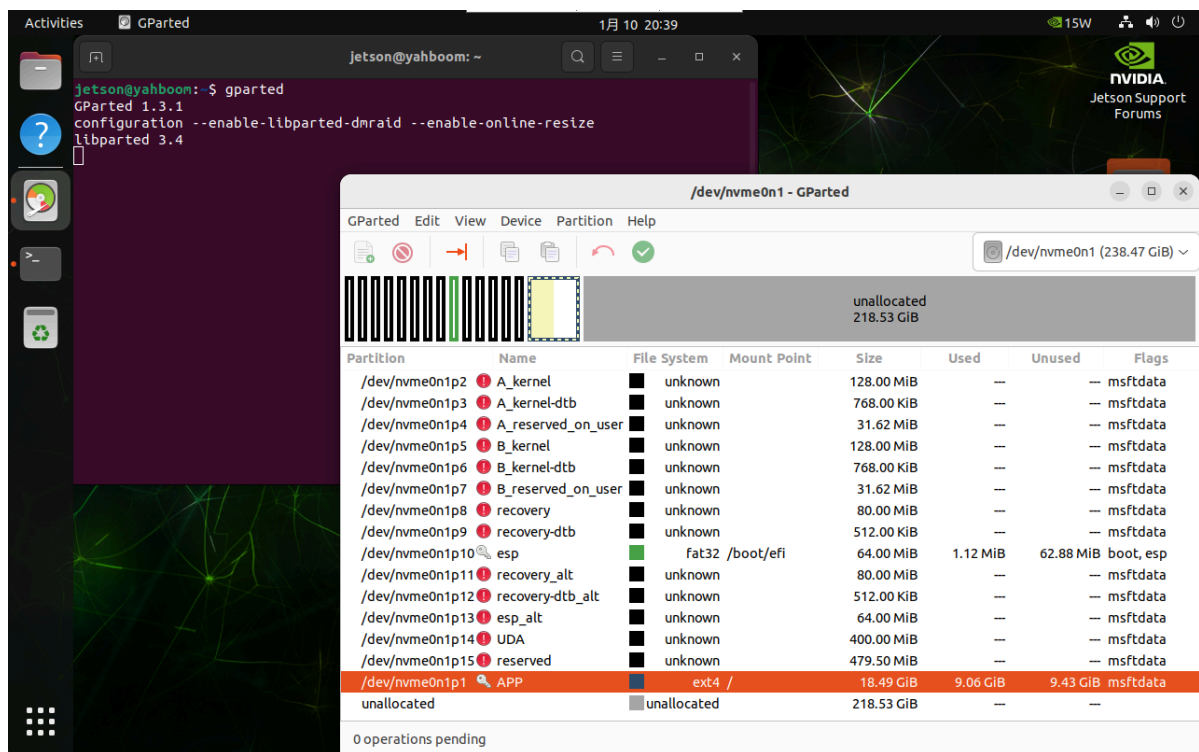 Activities GParted 1月 10 20:39 15W
jetson@yahboom: ~
jetson@yahboom:~$ gparted
GParted 1.3.1
configuration --enable-libparted-dmraid --enable-online-resize
libparted 3.4
NVIDIA.
Jetson Support
Forums
/dev/nvme0n1 - GParted
GParted Edit View Device Partition Help
/dev/nvme0n1 (238.47 GiB)
unallocated
218.53 GiB
Partition Name File System Mount Point Size Used Unused Flags
/dev/nvme0n1p2 A_kernel unknown 128.00 MiB --- --- msftdata
/dev/nvme0n1p3 A_kernel-dtb unknown 768.00 KiB --- --- msftdata
/dev/nvme0n1p4 A_reserved_on_user unknown 31.62 MiB --- --- msftdata
/dev/nvme0n1p5 B_kernel unknown 128.00 MiB --- --- msftdata
/dev/nvme0n1p6 B_kernel-dtb unknown 768.00 KiB --- --- msftdata
/dev/nvme0n1p7 B_reserved_on_user unknown 31.62 MiB --- --- msftdata
/dev/nvme0n1p8 recovery unknown 80.00 MiB --- --- msftdata
/dev/nvme0n1p9 recovery-dtb unknown 512.00 KiB --- --- msftdata
/dev/nvme0n1p10 esp fat32 /boot/efi 64.00 MiB 1.12 MiB 62.88 MiB boot, esp
/dev/nvme0n1p11 recovery_alt unknown 80.00 MiB --- --- msftdata
/dev/nvme0n1p12 recovery-dtb_alt unknown 512.00 KiB --- --- msftdata
/dev/nvme0n1p13 esp_alt unknown 64.00 MiB --- --- msftdata
/dev/nvme0n1p14 UDA unknown 400.00 MiB --- --- msftdata
/dev/nvme0n1p15 reserved unknown 479.50 MiB --- --- msftdata
/dev/nvme0n1p1 APP ext4 / 18.49 GiB 9.06 GiB 9.43 GiB msftdata
unallocated unallocated 218.53 GiB --- ---
0 operations pending